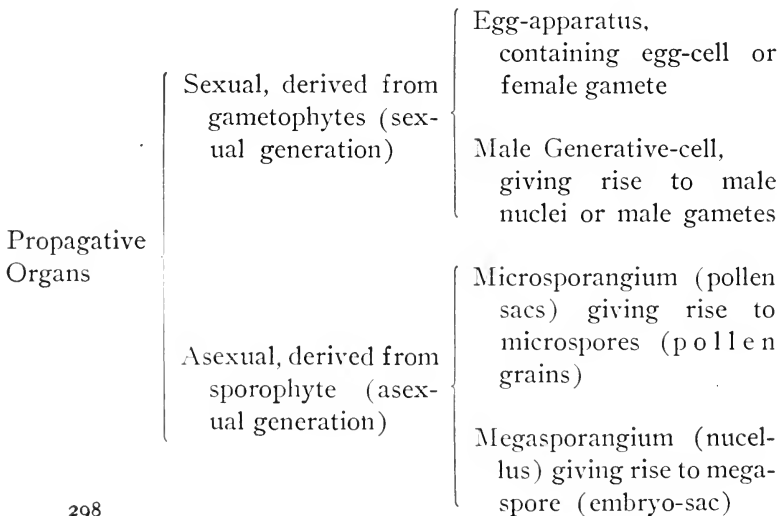 Propagative
Organs
Sexual, derived from
gametophytes (sex-
ual generation)
Egg-apparatus,
containing egg-cell or
female gamete
Male Generative-cell,
giving rise to male
nuclei or male gametes
Asexual, derived from
sporophyte (asex-
ual generation)
Microsporangium (pollen
sacs) giving rise to
microspores (pollen
grains)
Megasporangium (nucel-
lus) giving rise to mega-
spore (embryo-sac)
298